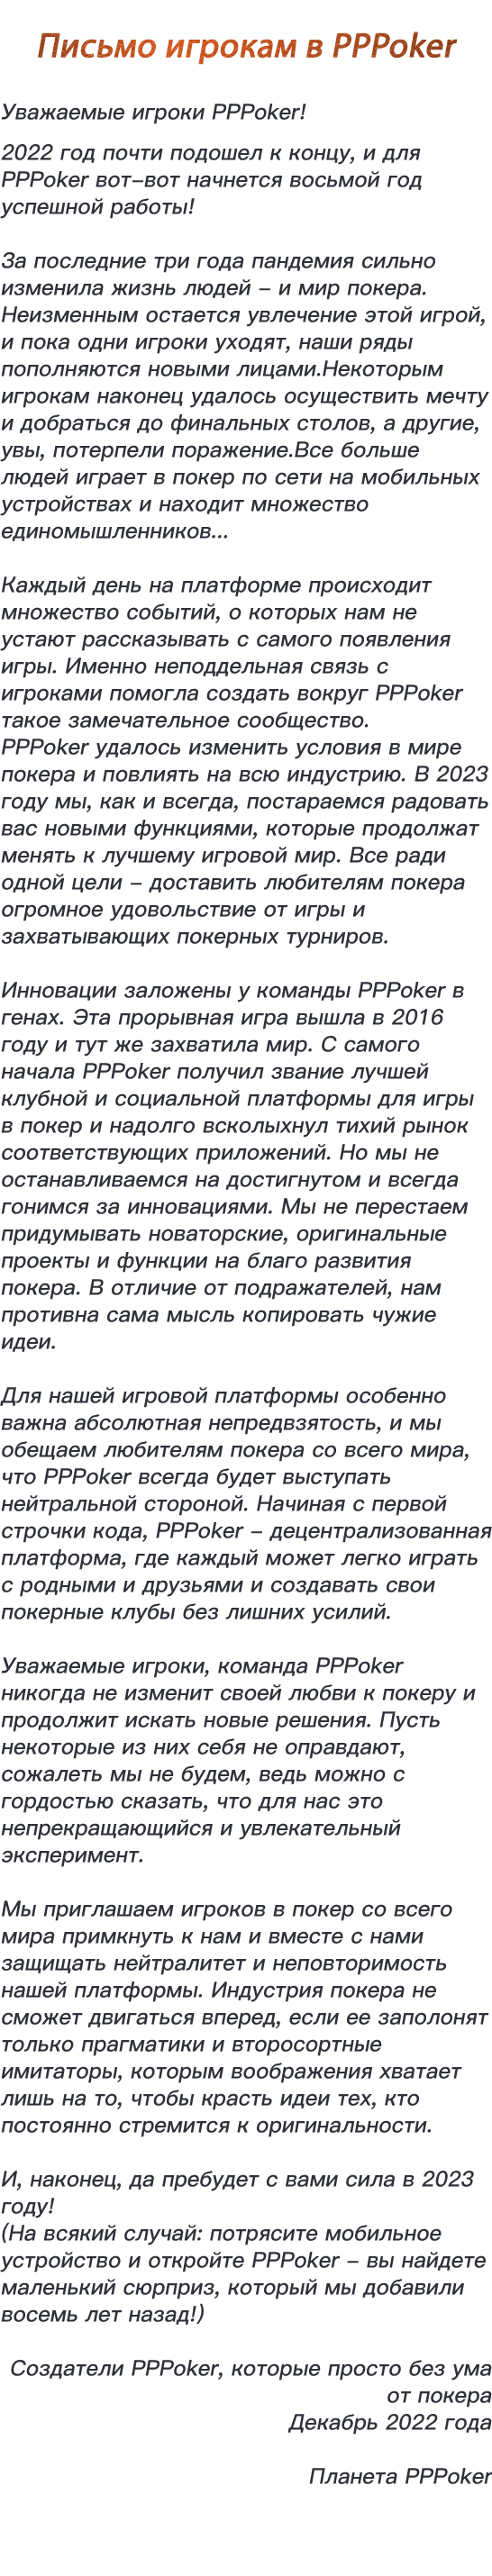 Письмо игрокам в PPPoker
Уважаемые игроки PPPoker!
2022 год почти подошел к концу, и для
PPPoker вот-вот начнется восьмой год
успешной работы!
За последние три года пандемия сильно
изменила жизнь людей – и мир покера.
Неизменным остается увлечение этой игрой,
и пока одни игроки уходят, наши ряды
пополняются новыми лицами.Некоторым
игрокам наконец удалось осуществить мечту
и добраться до финальных столов, а другие,
увы, потерпели поражение.Все больше
людей играет в покер по сети на мобильных
устройствах и находит множество
единомышленников...
Каждый день на платформе происходит
множество событий, о которых нам не
устают рассказывать с самого появления
игры. Именно неподдельная связь с
игроками помогла создать вокруг PPPoker
такое замечательное сообщество.
PPPoker удалось изменить условия в мире
покера и повлиять на всю индустрию. В 2023
году мы, как и всегда, постараемся радовать
вас новыми функциями, которые продолжат
менять к лучшему игровой мир. Все ради
одной цели – доставить любителям покера
огромное удовольствие от игры и
захватывающих покерных турниров.
Инновации заложены у команды PPPoker в
генах. Эта прорывная игра вышла в 2016
году и тут же захватила мир. С самого
начала PPPoker получил звание лучшей
клубной и социальной платформы для игры
в покер и надолго всколыхнул тихий рынок
соответствующих приложений. Но мы не
останавливаемся на достигнутом и всегда
гонимся за инновациями. Мы не перестаем
придумывать новаторские, оригинальные
проекты и функции на благо развития
покера. В отличие от подражателей, нам
противна сама мысль копировать чужие
идеи.
Для нашей игровой платформы особенно
важна абсолютная непредвзятость, и мы
обещаем любителям покера со всего мира,
что PPPoker всегда будет выступать
нейтральной стороной. Начиная с первой
строчки кода, PPPoker – децентрализованная
платформа, где каждый может легко играть
с родными и друзьями и создавать свои
покерные клубы без лишних усилий.
Уважаемые игроки, команда PPPoker
никогда не изменит своей любви к покеру и
продолжит искать новые решения. Пусть
некоторые из них себя не оправдают,
сожалеть мы не будем, ведь можно с
гордостью сказать, что для нас это
непрекращающийся и увлекательный
эксперимент.
Мы приглашаем игроков в покер со всего
мира примкнуть к нам и вместе с нами
защищать нейтралитет и неповторимость
нашей платформы. Индустрия покера не
сможет двигаться вперед, если ее заполонят
только прагматики и второсортные
имитаторы, которым воображения хватает
лишь на то, чтобы красть идеи тех, кто
постоянно стремится к оригинальности.
И, наконец, да пребудет с вами сила в 2023
году!
(На всякий случай: потрясите мобильное
устройство и откройте PPPoker – вы найдете
маленький сюрприз, который мы добавили
восемь лет назад!)
Создатели PPPoker, которые просто без ума
от покера
Декабрь 2022 года
Планета PPPoker